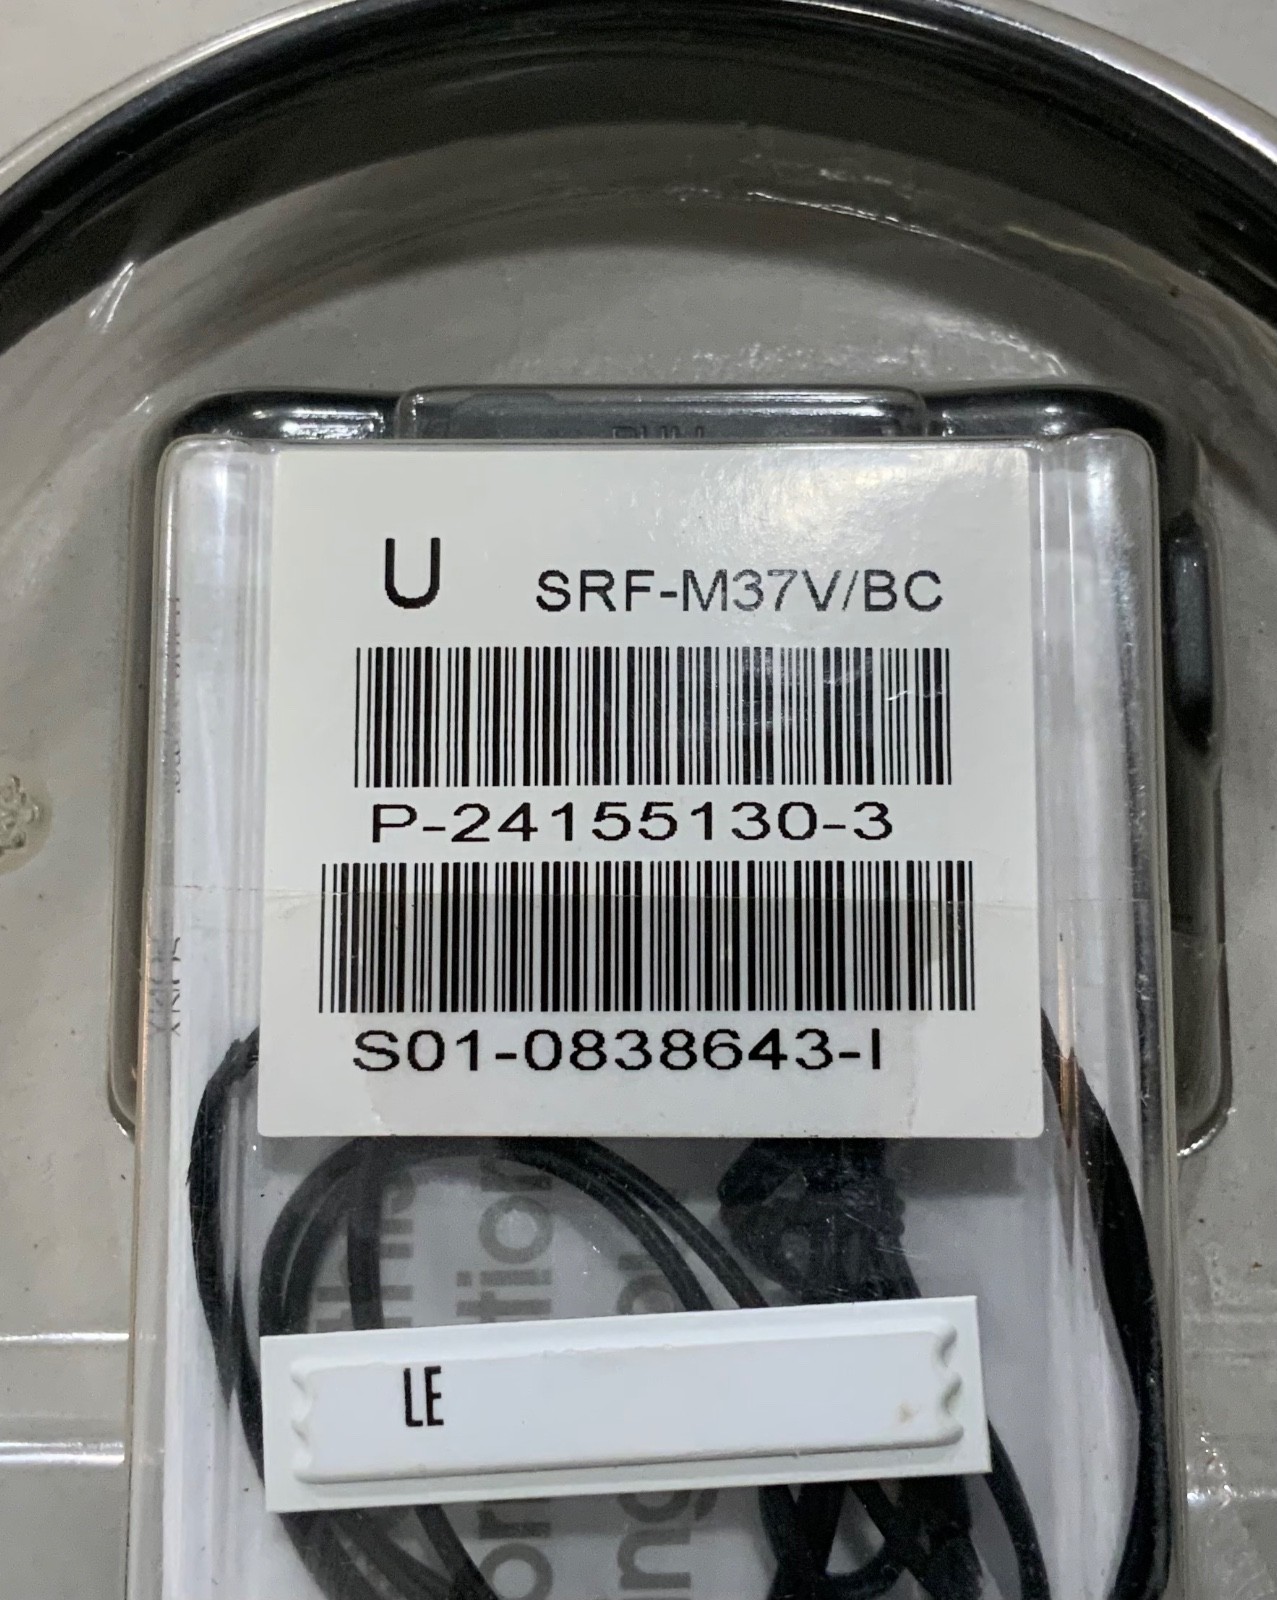 U SRF-M37V/BC
P-24155130-3
S01-0838643-I
LE